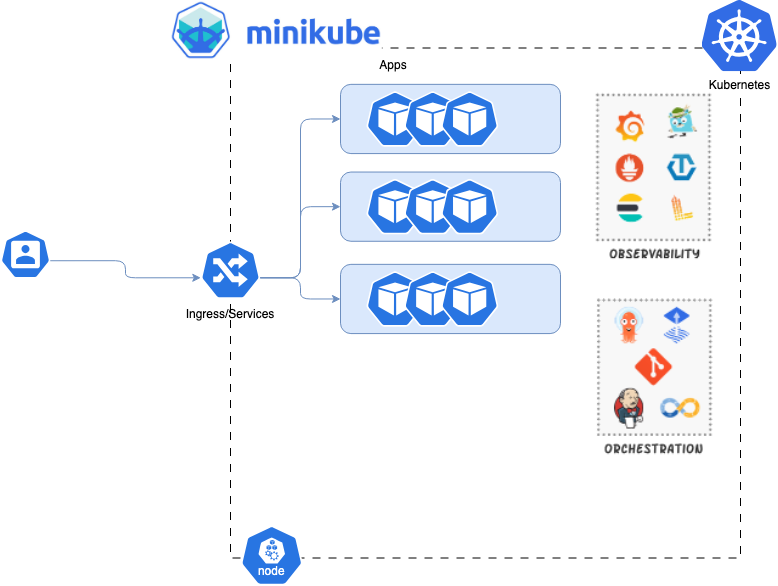 minikube
Apps
Kubernetes
OBSERVABILITY
Ingress/Services
ORCHESTRATION
node